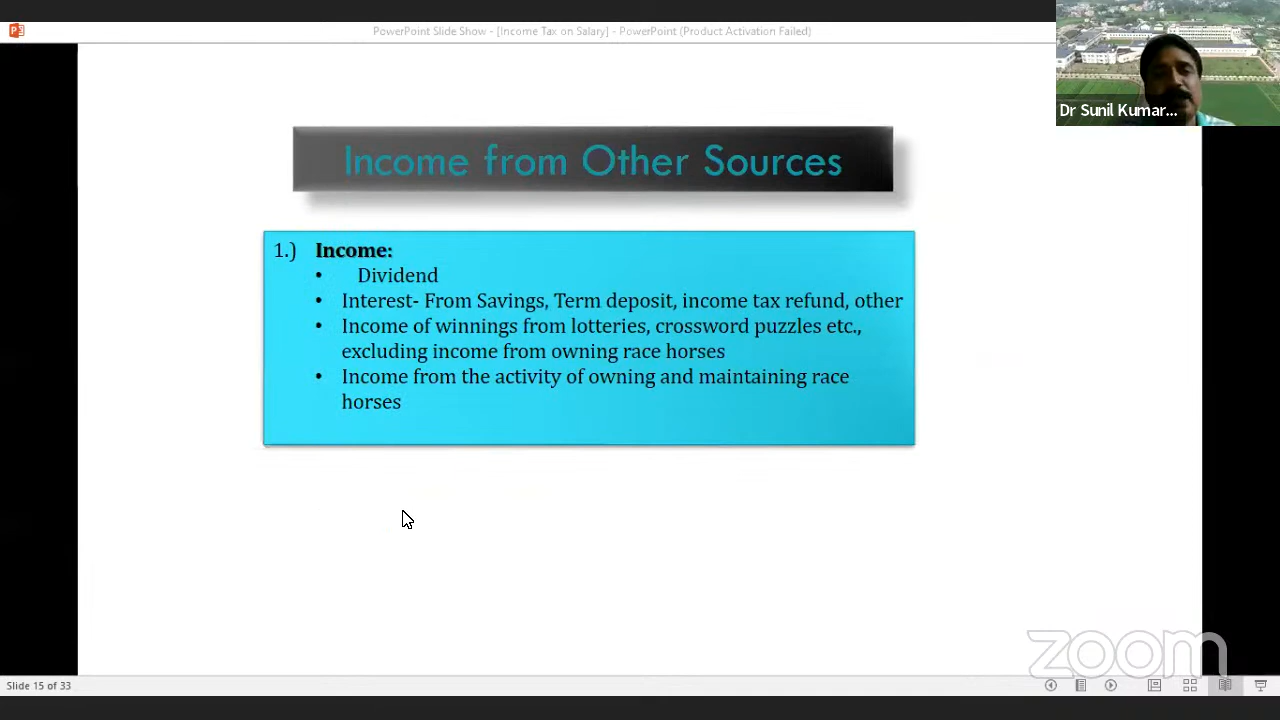 PowerPoint Slide Show - [Income Tax on Salary] - PowerPoint (Product Activation Failed)
Dr Sunil Kumar...
Income from Other Sources
1.) Income:
• Dividend
• Interest- From Savings, Term deposit, income tax refund, other
• Income of winnings from lotteries, crossword puzzles etc.,
excluding income from owning race horses
• Income from the activity of owning and maintaining race
horses
zoom
Slide 15 of 33